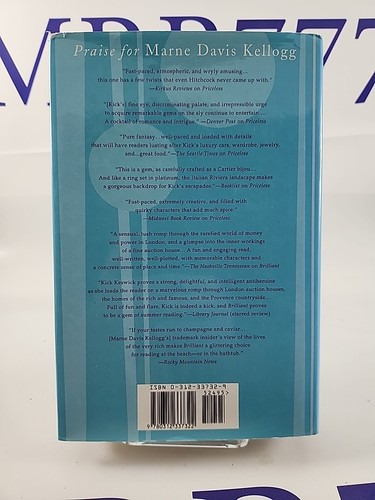 MRP777
Praise for Marne Davis Kellogg
"Fast-paced, atmospheric, and wryly amusing...
this one has a few twists that even Hitchcock never came up with."
—Kirkus Reviews on Priceless
"[Kick's] fine eye, discriminating palate, and irrepressible urge
to acquire remarkable gems on the sly continue to entertain....
A cocktail of romance and intrigue."—Denver Post on Priceless
"Pure fantasy...well-paced and loaded with details
that will have readers lusting after Kick's luxury cars, wardrobe, jewelry,
and...great food."—The Seattle Times on Priceless
"This is a gem, as carefully crafted as a Cartier bijou....
And like a ring set in platinum, the Italian Riviera landscape makes
a gorgeous backdrop for Kick's escapades."—Booklist on Priceless
"Fast-paced, extremely creative, and filled with
quirky characters that add much spice."
—Midwest Book Review on Priceless
"A sensual, lush romp through the rarefied world of money
and power in London, and a glimpse into the inner workings
of a fine auction house....A fun and engaging read,
well-written, well-plotted, with memorable characters and
a concrete sense of place and time."—The Nashville Tennessean on Brilliant
"Kick Keswick proves a strong, delightful, and intelligent antiheroine
as she leads the reader on a marvelous romp through London auction houses,
the homes of the rich and famous, and the Provence countryside....
Full of fun and flare, Kick is indeed a kick, and Brilliant proves
to be a gem of summer reading."—Library Journal (starred review)
"If your tastes run to champagne and caviar...
[Marne Davis Kellogg's] trademark insider's view of the lives
of the very rich makes Brilliant a glittering choice
for reading at the beach—or in the bathtub."
—Rocky Mountain News
ISBN 0-312-33732-9
52495>
9 780312 337322